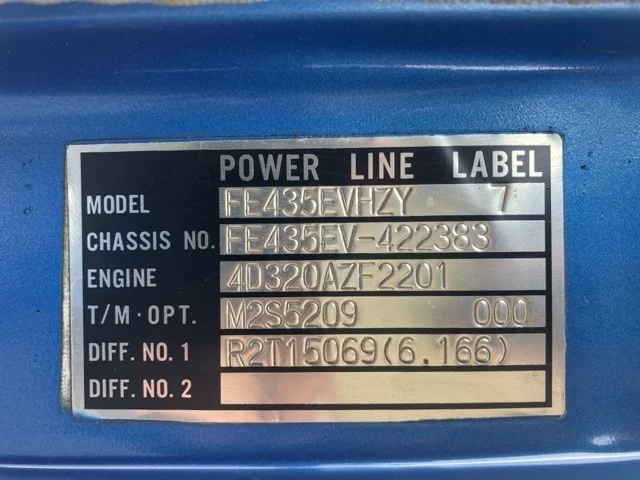 POWER LINE LABEL
MODEL FE435EVHZY 7
CHASSIS NO. FE435EV-422383
ENGINE 4D320AZF2201
T/M·OPT. M2S5209 000
DIFF. NO. 1 R2T15069(6.166)
DIFF. NO. 2